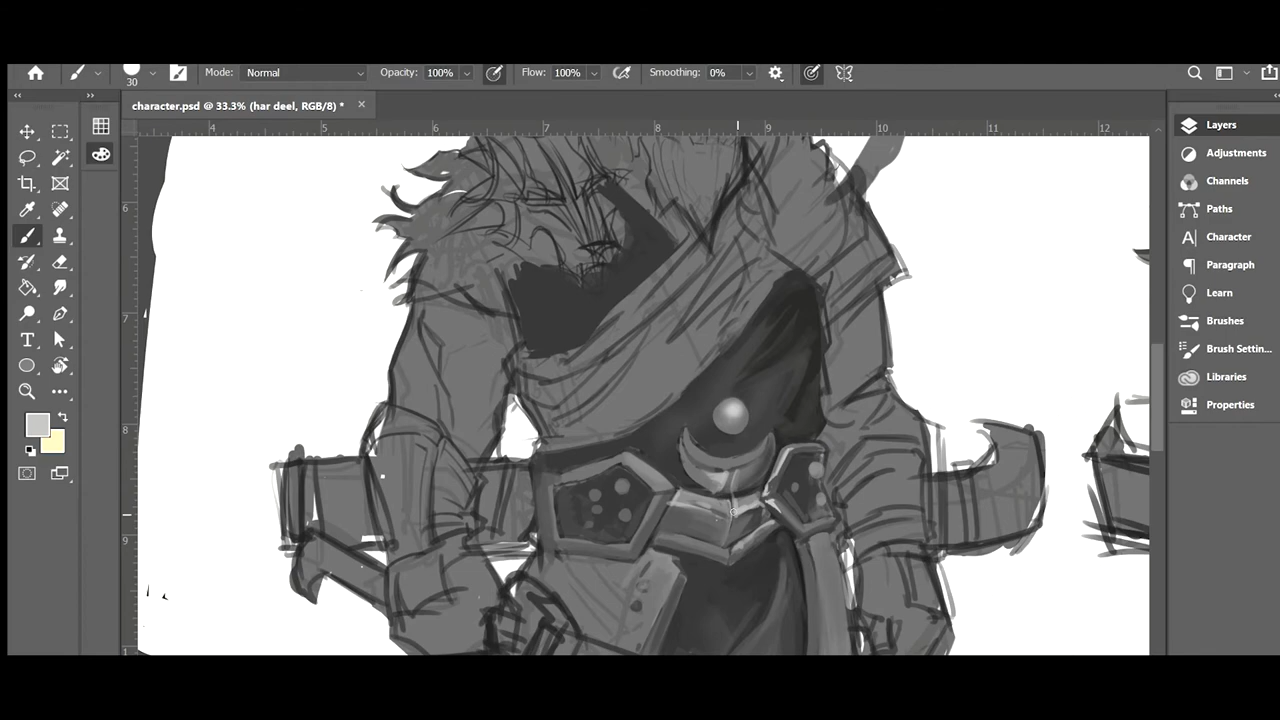 Mode: Normal Opacity: 100% Flow: 100% Smoothing: 0%
30
character.psd @ 33.3% (har deel, RGB/8) *
4 5 6 7 8 9 10 11 12
6
7
8
9
1
Layers
Adjustments
Channels
Paths
Character
Paragraph
Learn
Brushes
Brush Settin...
Libraries
Properties